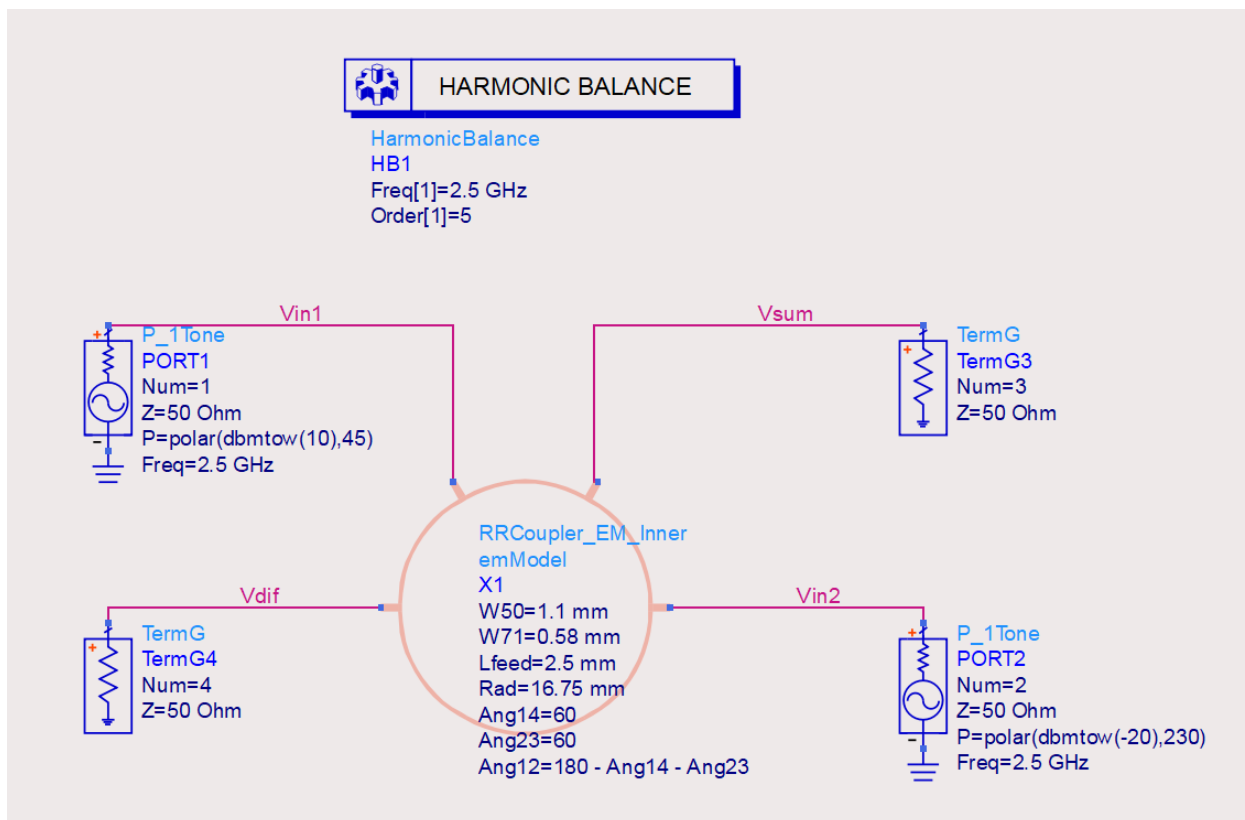 HARMONIC BALANCE
HarmonicBalance
HB1
Freq[1]=2.5 GHz
Order[1]=5
Vin1
Vsum
P_1Tone
PORT1
Num=1
Z=50 Ohm
P=polar(dbmtow(10),45)
Freq=2.5 GHz
TermG
TermG3
Num=3
Z=50 Ohm
RRCoupler_EM_Inner
emModel
X1
W50=1.1 mm
W71=0.58 mm
Lfeed=2.5 mm
Rad=16.75 mm
Ang14=60
Ang23=60
Ang12=180 - Ang14 - Ang23
Vdif
Vin2
TermG
TermG4
Num=4
Z=50 Ohm
P_1Tone
PORT2
Num=2
Z=50 Ohm
P=polar(dbmtow(-20),230)
Freq=2.5 GHz